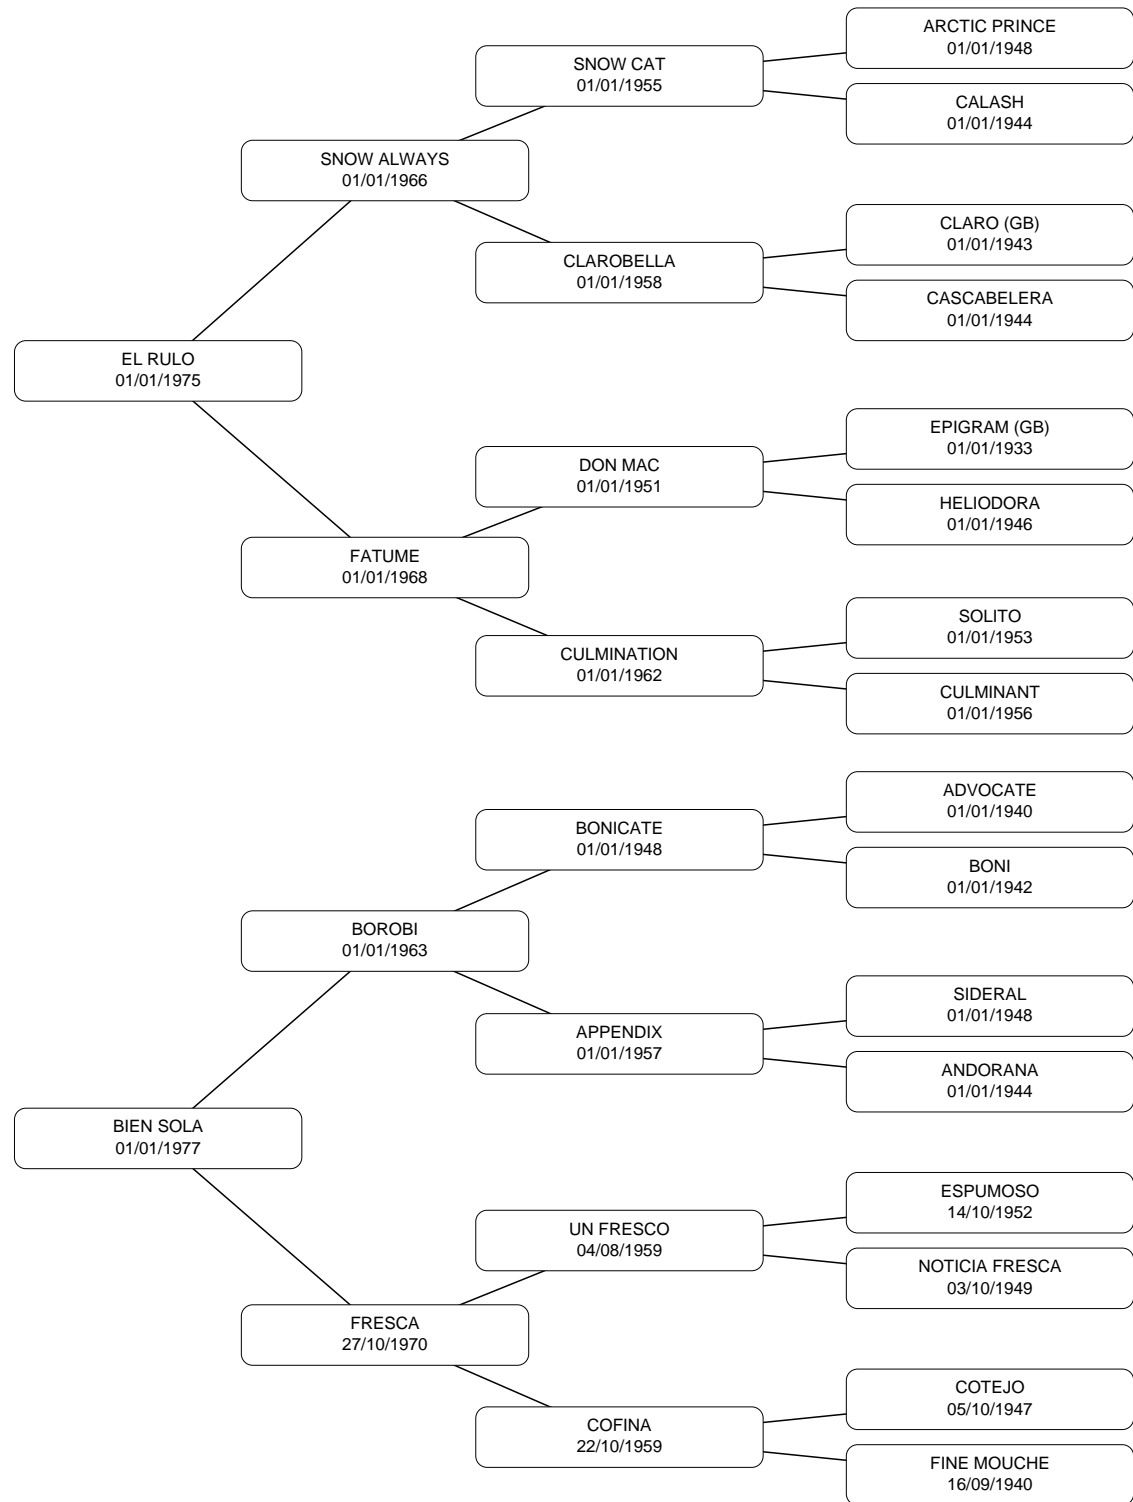 ARCTIC PRINCE
01/01/1948
SNOW CAT
01/01/1955
CALASH
01/01/1944
SNOW ALWAYS
01/01/1966
CLARO (GB)
01/01/1943
CLAROBELLA
01/01/1958
CASCABELERA
01/01/1944
EL RULO
01/01/1975
EPIGRAM (GB)
01/01/1933
DON MAC
01/01/1951
HELIODORA
01/01/1946
FATUME
01/01/1968
SOLITO
01/01/1953
CULMINATION
01/01/1962
CULMINANT
01/01/1956
ADVOCATE
01/01/1940
BONICATE
01/01/1948
BONI
01/01/1942
BOROBI
01/01/1963
SIDERAL
01/01/1948
APPENDIX
01/01/1957
ANDORANA
01/01/1944
BIEN SOLA
01/01/1977
ESPUMOSO
14/10/1952
UN FRESCO
04/08/1959
NOTICIA FRESCA
03/10/1949
FRESCA
27/10/1970
COTEJO
05/10/1947
COFINA
22/10/1959
FINE MOUCHE
16/09/1940